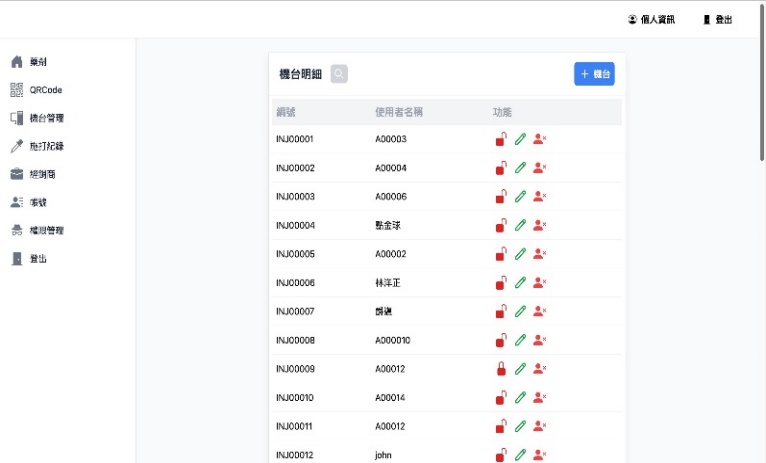 個人資訊 登出
藥劑
QRCode
機台管理
施打紀錄
經銷商
帳號
權限管理
登出
機台明細
+ 機台
編號 使用者名稱 功能
INJ00001 A00003
INJ00002 A00004
INJ00003 A00006
INJ00004 點金球
INJ00005 A00002
INJ00006 林洋正
INJ00007
INJ00008 A000010
INJ00009 A00012
INJ00010 A00014
INJ00011 A00012
INJ00012 john